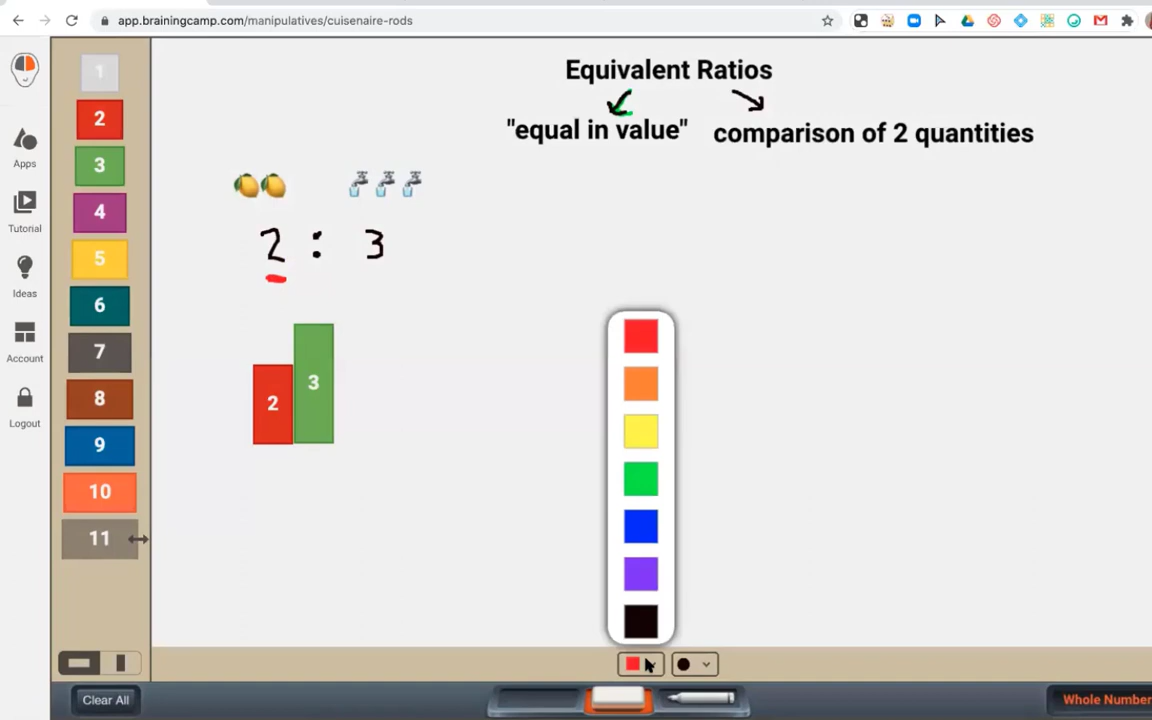 app.brainingcamp.com/manipulatives/cuisenaire-rods
Equivalent Ratios
"equal in value" comparison of 2 quantities
2 : 3
2 3
1
2
3
4
5
6
7
8
9
10
11
Apps
Tutorial
Ideas
Account
Logout
Clear All
Whole Number